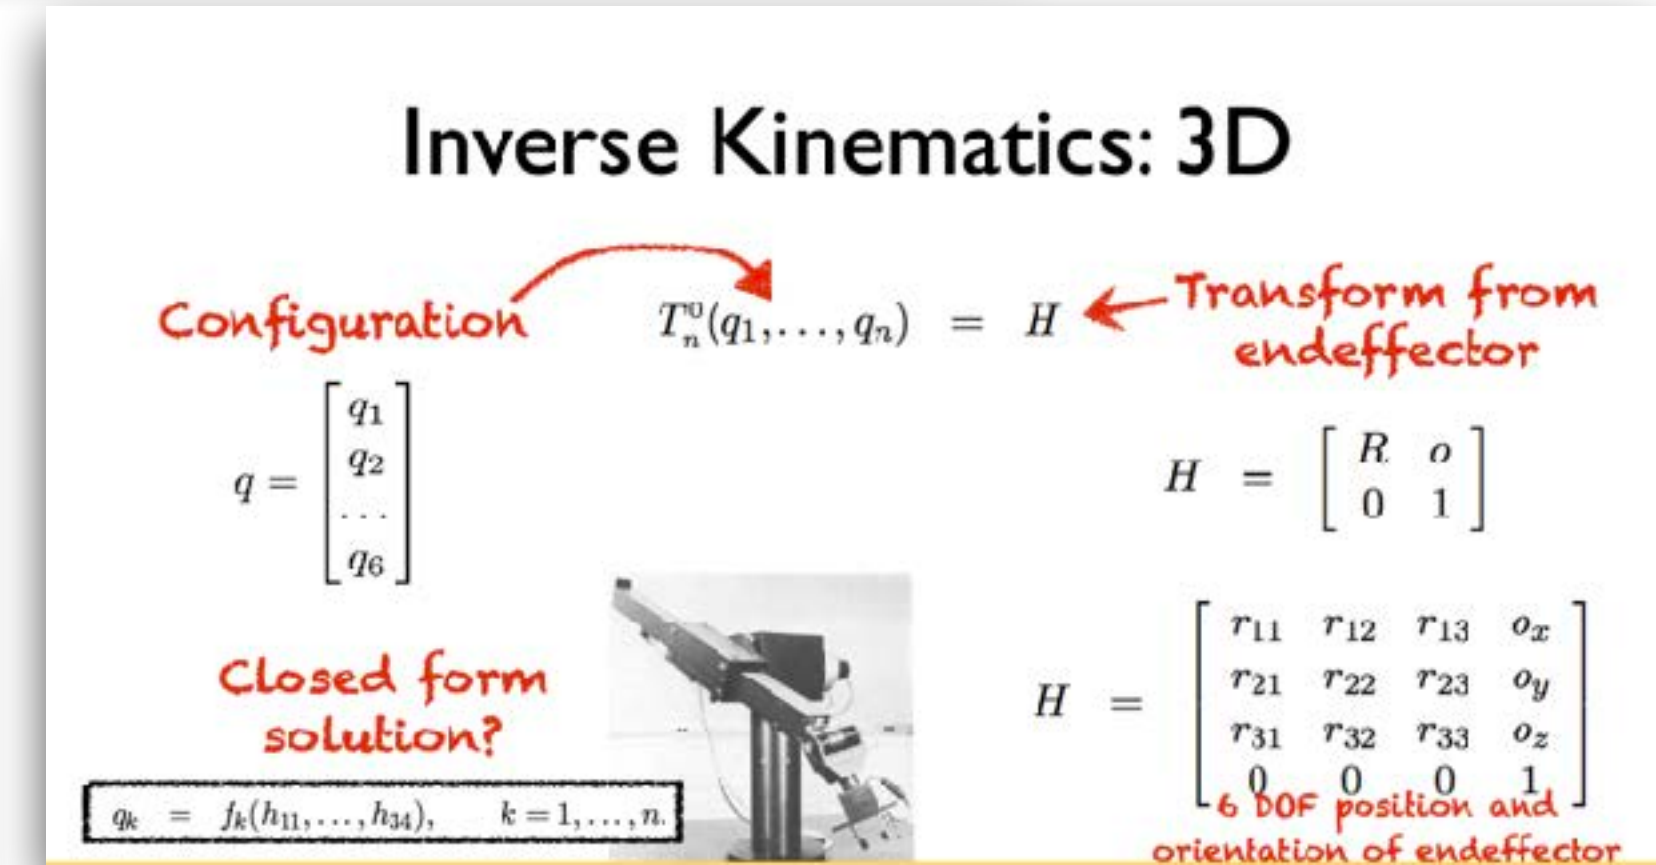 Inverse Kinematics: 3D
Configuration
T_n^0(q_1, . . . , q_n) = H
Transform from
endeffector
q = [q_1
q_2
. . .
q_6]
H = [R o
0 1]
Closed form
solution?
q_k = f_k(h_11, . . . , h_34), k = 1, . . . , n.
H = [r_11 r_12 r_13 o_x
r_21 r_22 r_23 o_y
r_31 r_32 r_33 o_z
0 0 0 1]
6 DOF position and
orientation of endeffector